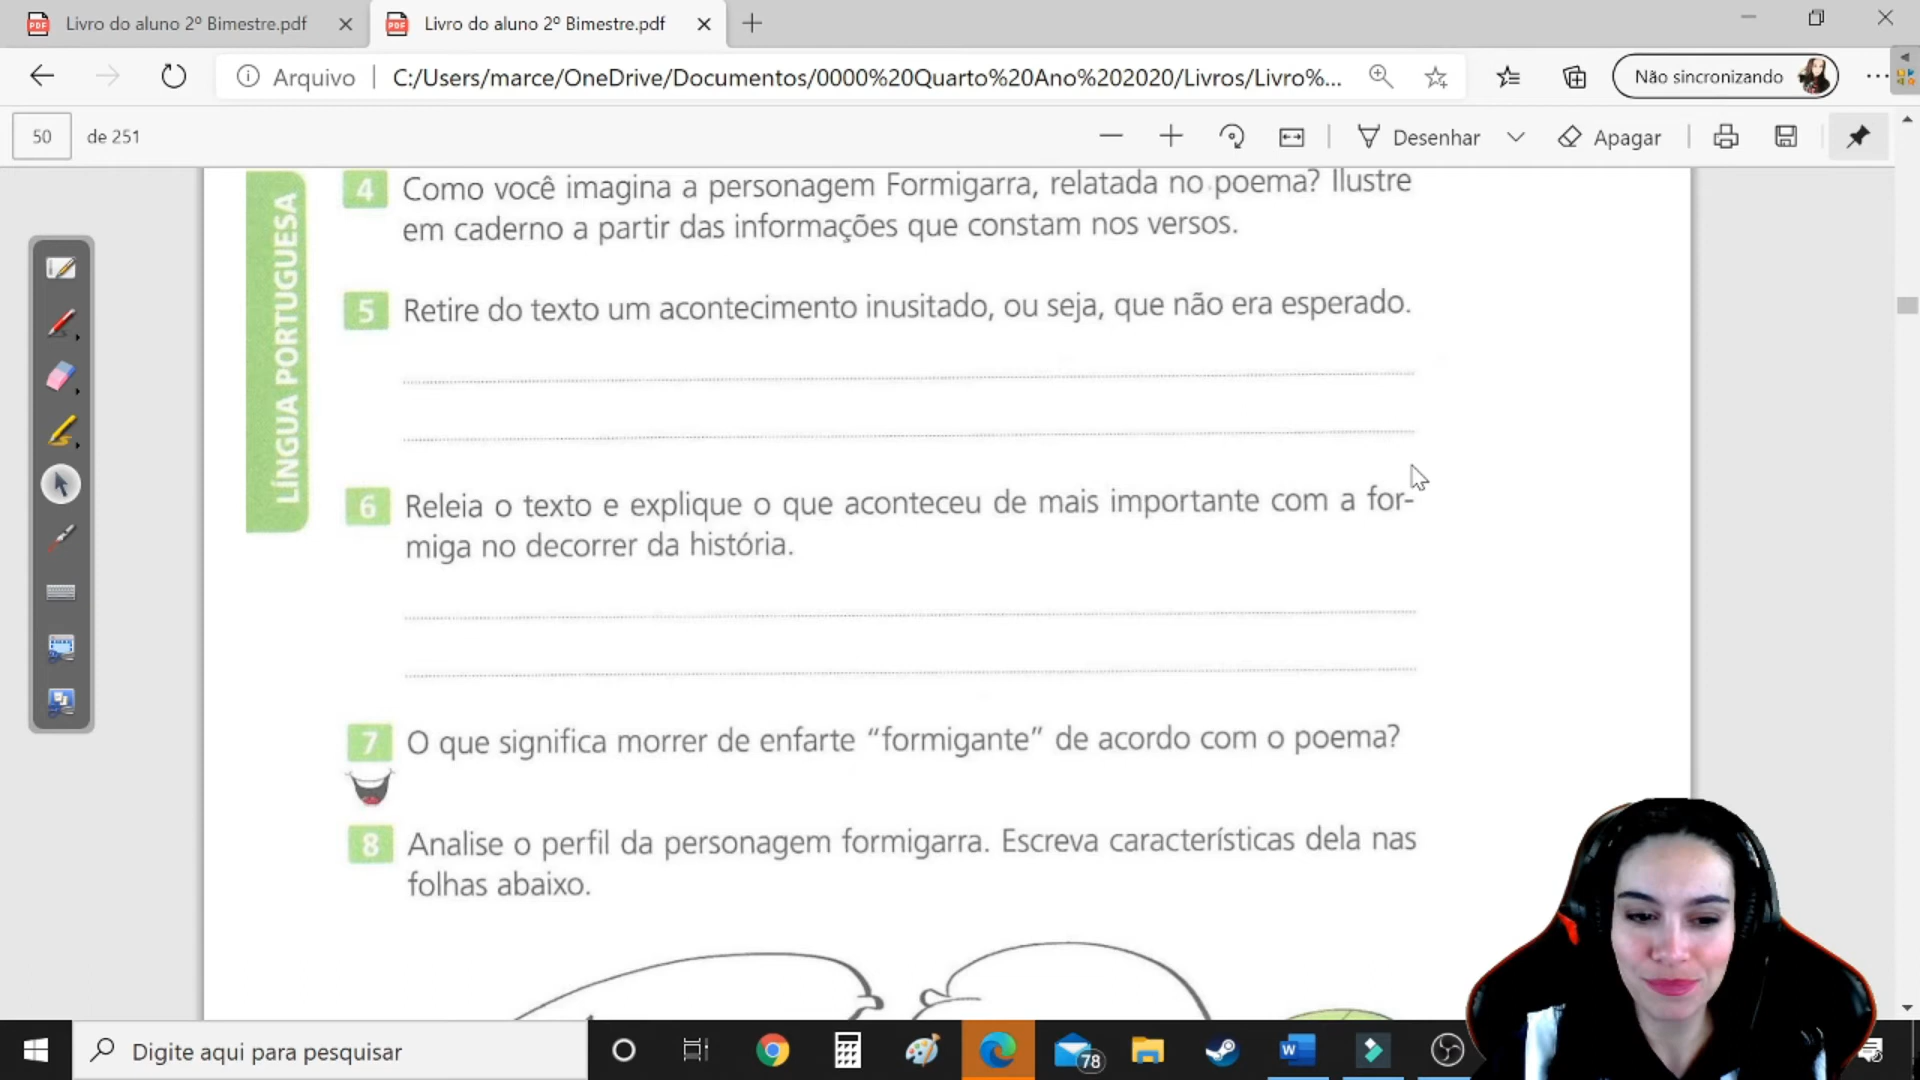 Livro do aluno 2º Bimestre.pdf
Livro do aluno 2º Bimestre.pdf
Arquivo
C:/Users/marce/OneDrive/Documentos/0000%20Quarto%20Ano%202020/Livros/Livro%...
Não sincronizando
50 de 251
Desenhar
Apagar
LÍNGUA PORTUGUESA
4 Como você imagina a personagem Formigarra, relatada no poema? Ilustre
em caderno a partir das informações que constam nos versos.
5 Retire do texto um acontecimento inusitado, ou seja, que não era esperado.
6 Releia o texto e explique o que aconteceu de mais importante com a for-
miga no decorrer da história.
7 O que significa morrer de enfarte “formigante” de acordo com o poema?
8 Analise o perfil da personagem formigarra. Escreva características dela nas
folhas abaixo.
Digite aqui para pesquisar
78